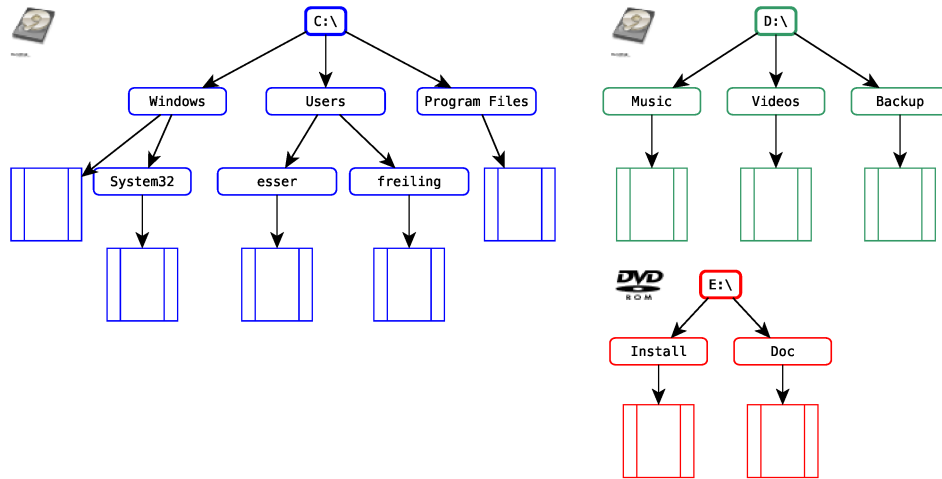 C:\
Windows
Users
Program Files
System32
esser
freiling
D:\
Music
Videos
Backup
DVD
ROM
E:\
Install
Doc